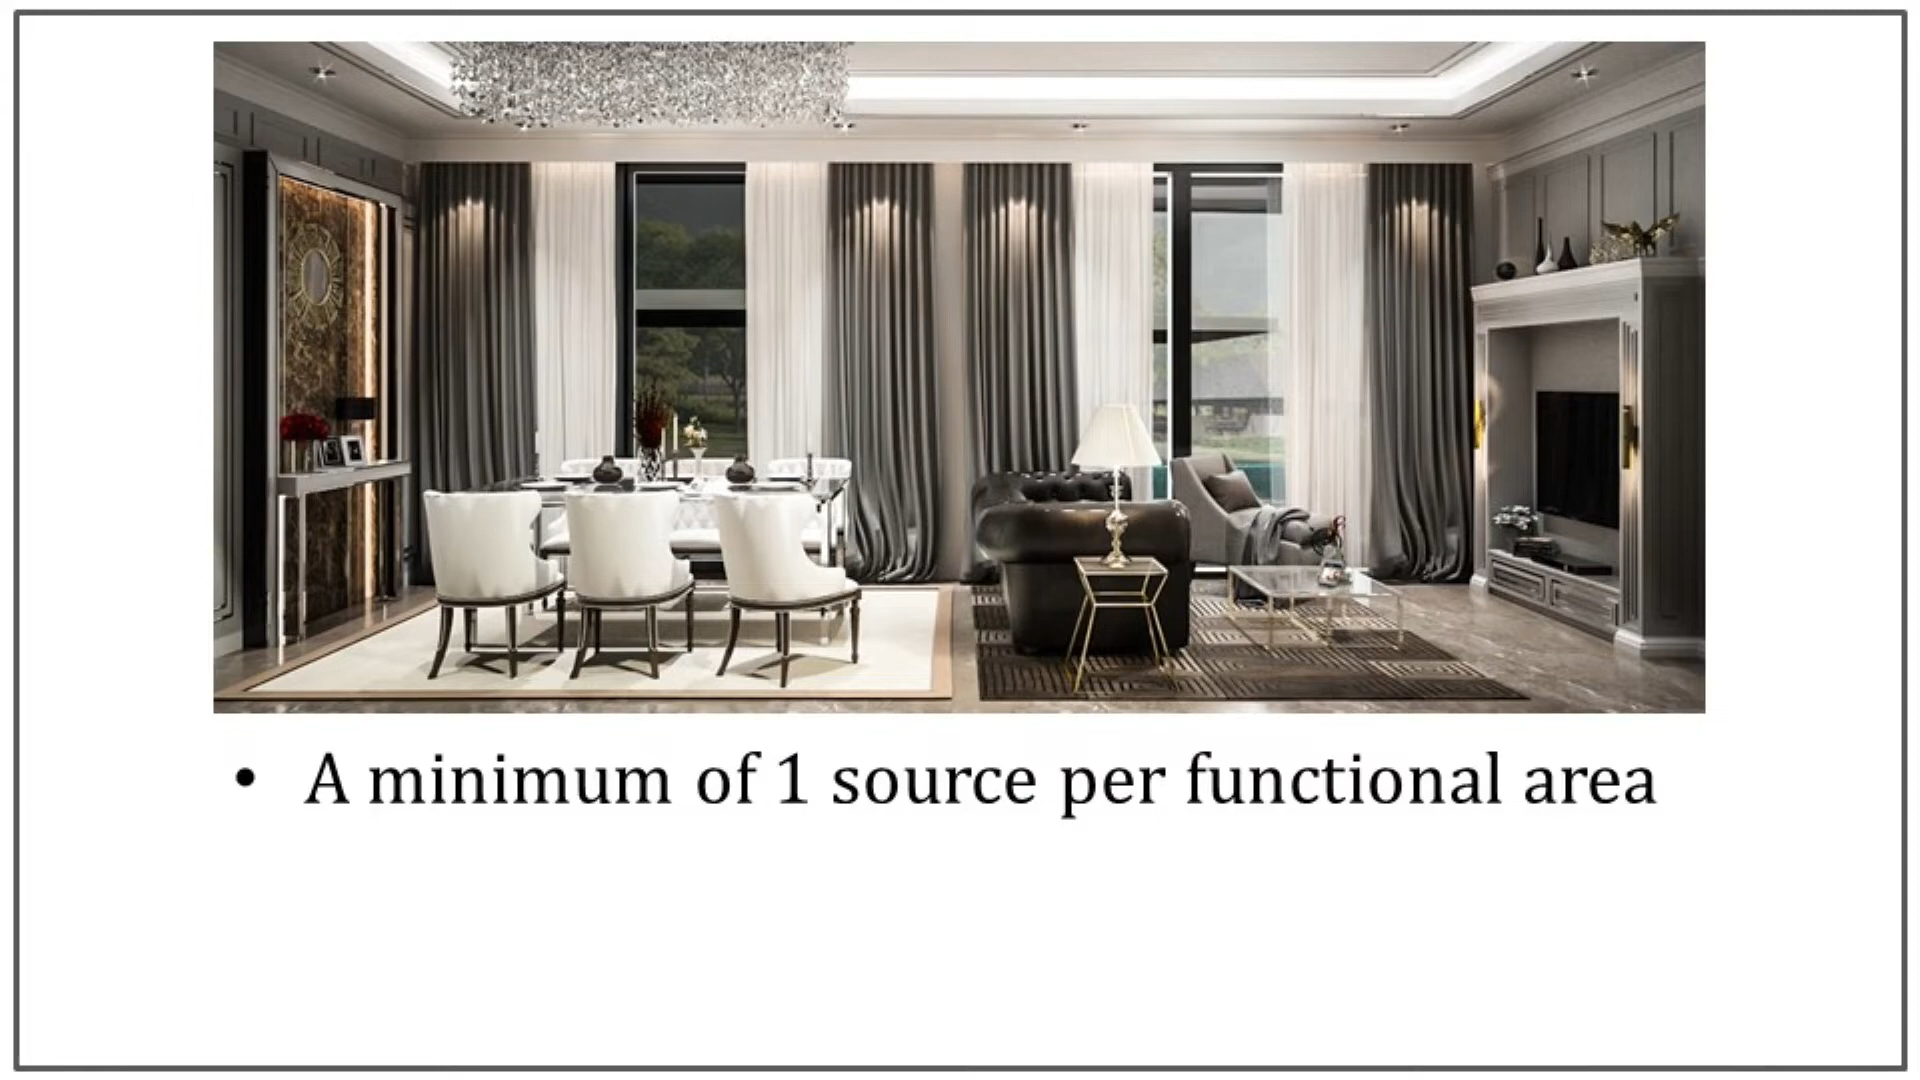 • A minimum of 1 source per functional area